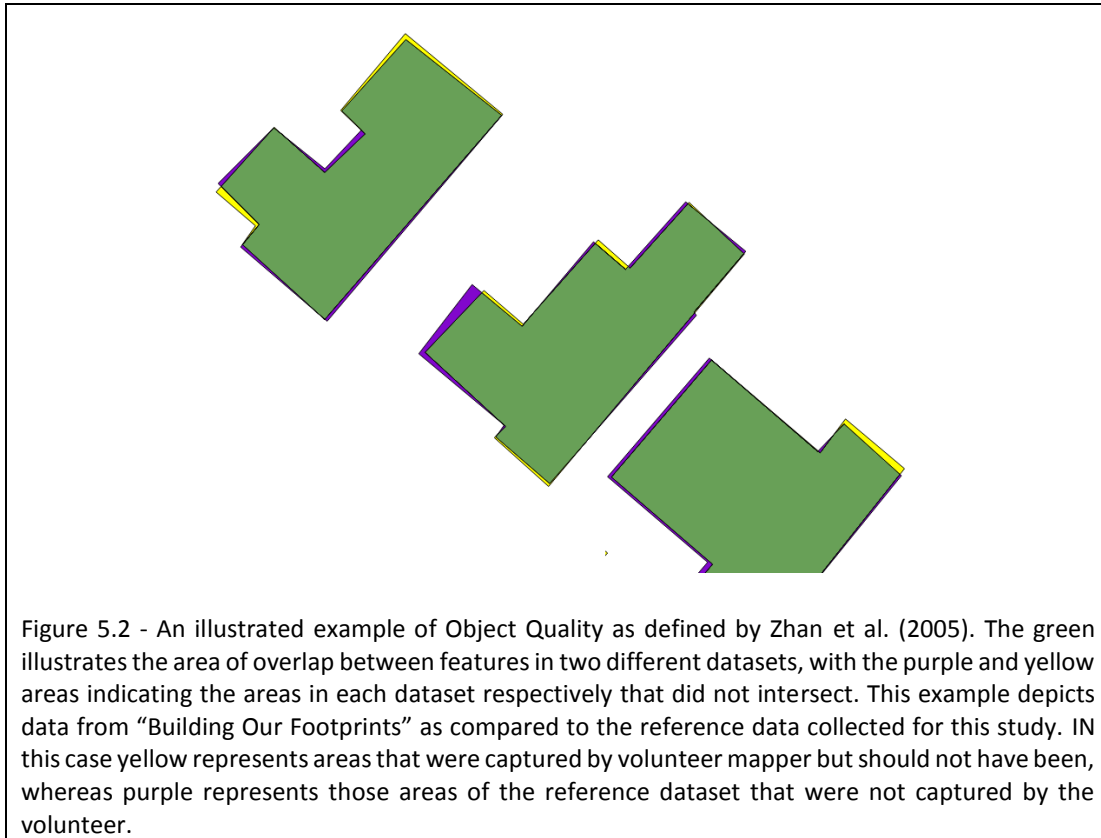 Figure 5.2 - An illustrated example of Object Quality as defined by Zhan et al. (2005). The green
illustrates the area of overlap between features in two different datasets, with the purple and yellow
areas indicating the areas in each dataset respectively that did not intersect. This example depicts
data from “Building Our Footprints” as compared to the reference data collected for this study. IN
this case yellow represents areas that were captured by volunteer mapper but should not have been,
whereas purple represents those areas of the reference dataset that were not captured by the
volunteer.